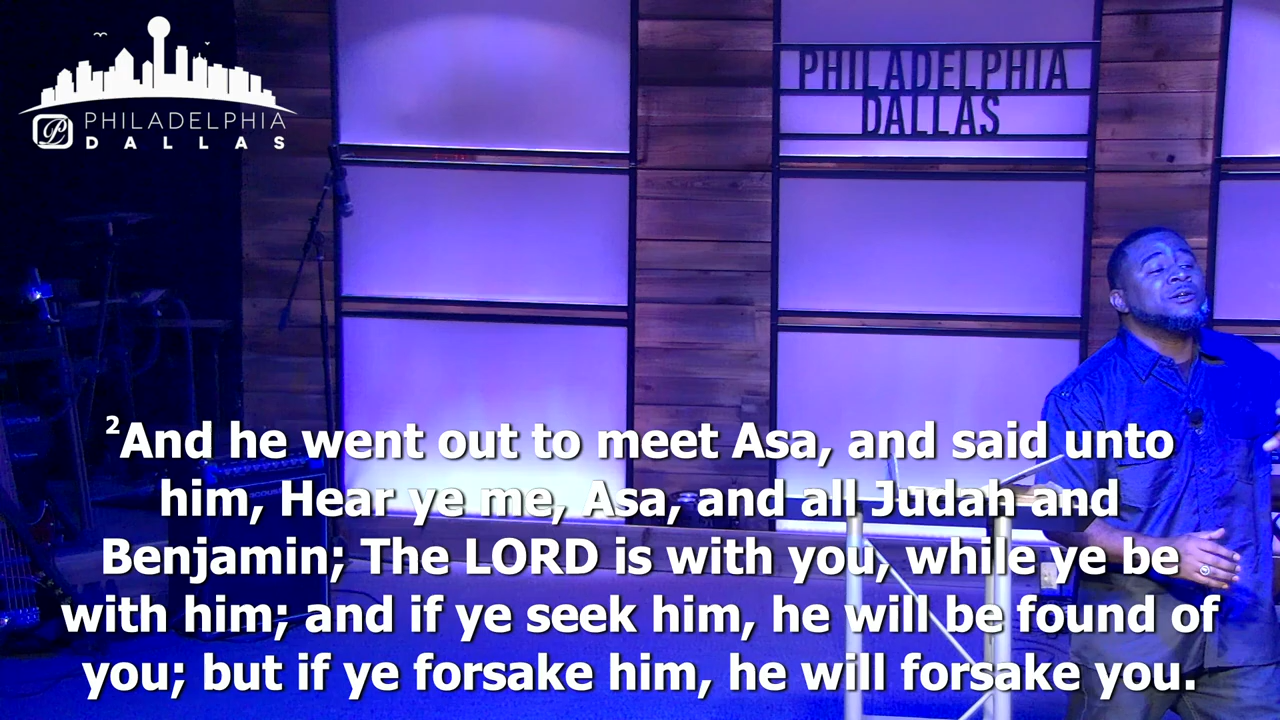 PHILADELPHIA
DALLAS
P
PHILADELPHIA
DALLAS
²And he went out to meet Asa, and said unto
him, Hear ye me, Asa, and all Judah and
Benjamin; The LORD is with you, while ye be
with him; and if ye seek him, he will be found of
you; but if ye forsake him, he will forsake you.